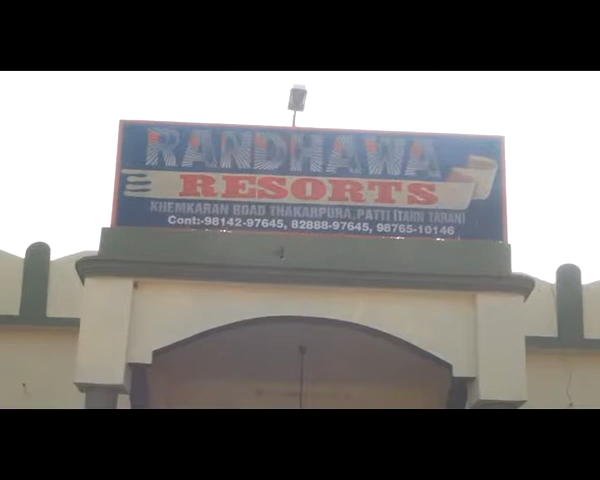 RANDHAWA
RESORTS
KHEMKARAN ROAD THAKARPURA, PATTI (TARN TARAN)
Cont:-98142-97645, 82888-97645, 98765-10146